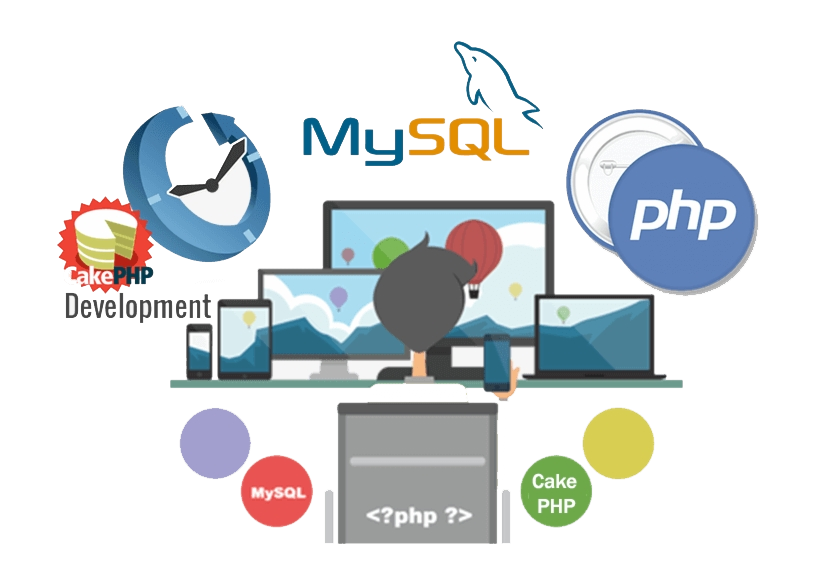 MySQL
php
CakePHP
Development
MySQL
Cake
PHP
<?php ?>